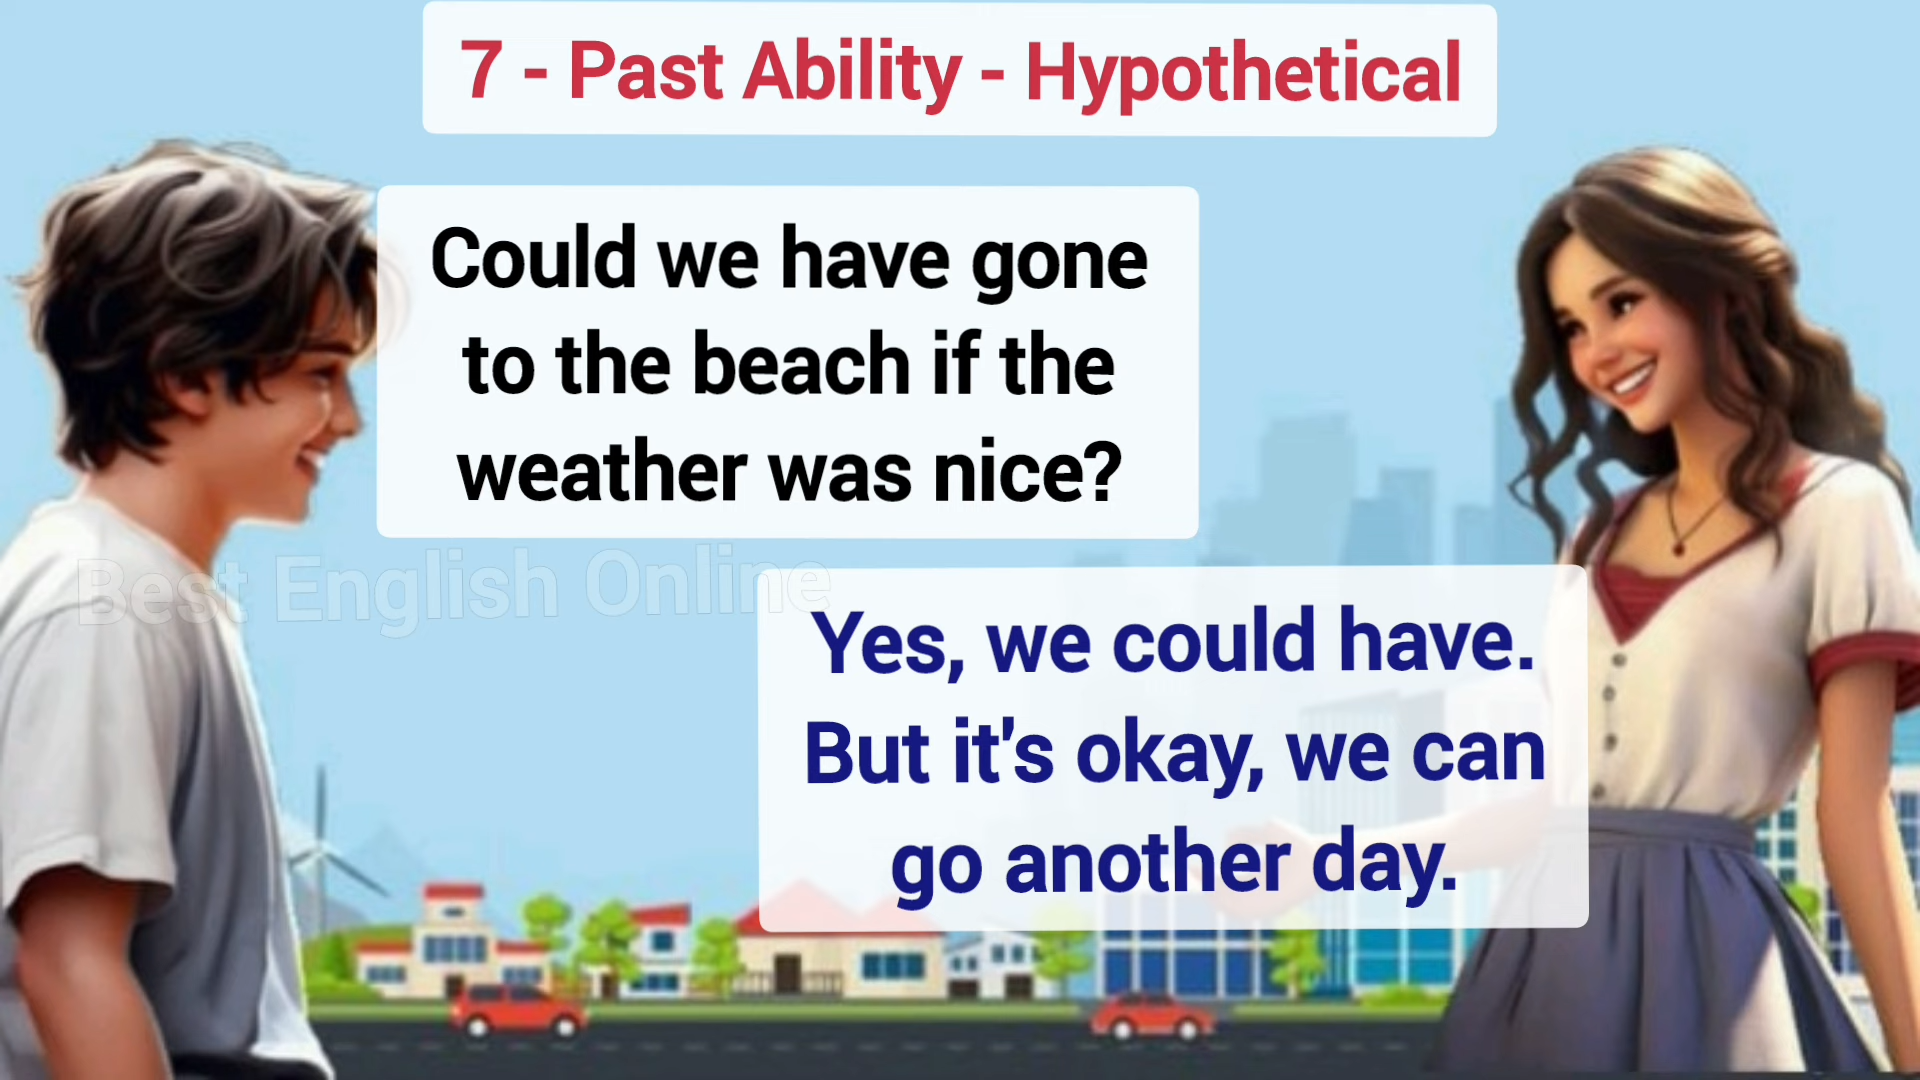 7 - Past Ability - Hypothetical
Could we have gone
to the beach if the
weather was nice?
Best English Online
Yes, we could have.
But it's okay, we can
go another day.